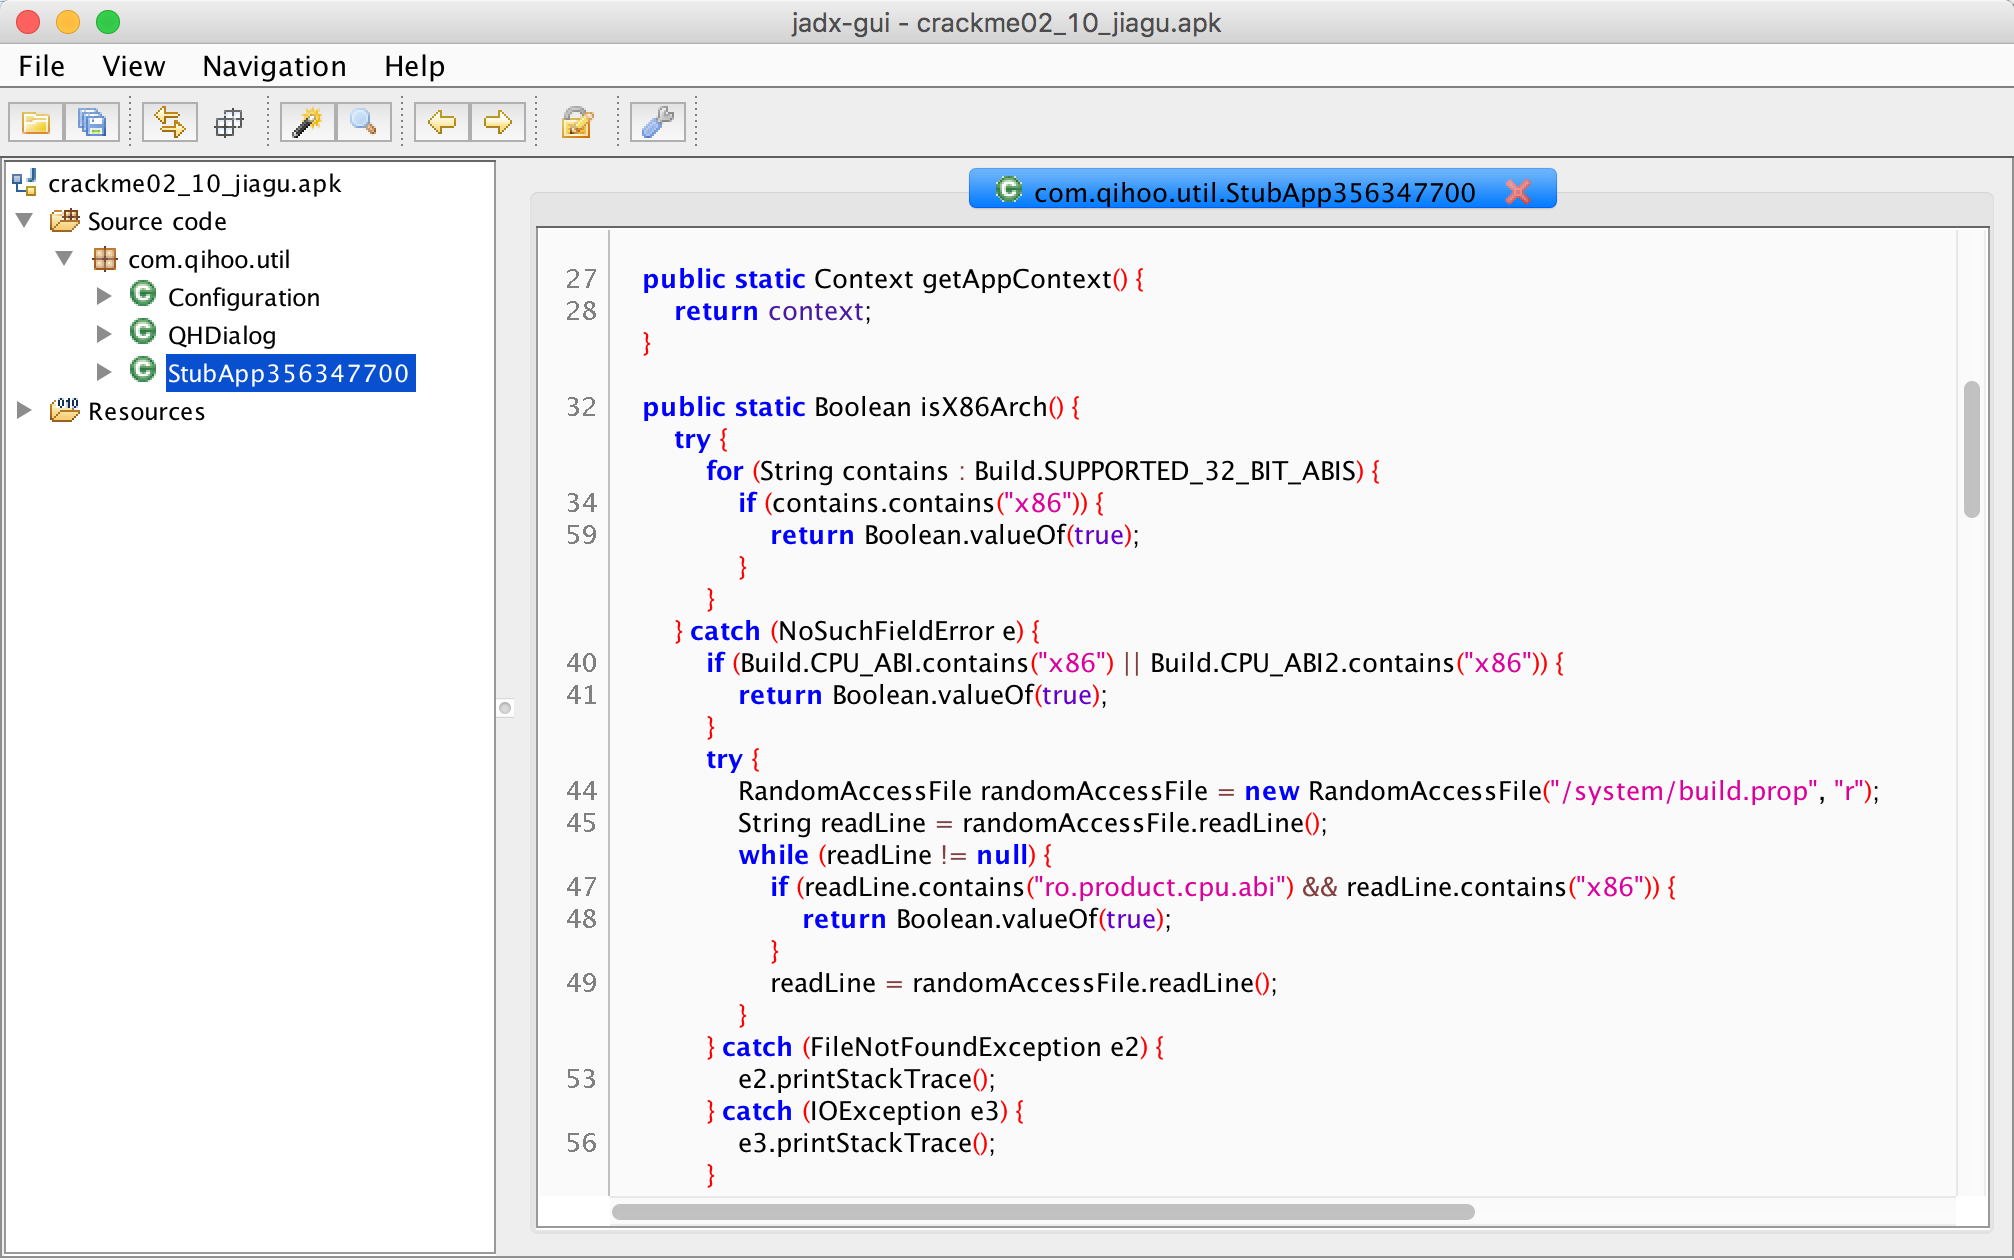 jadx-gui - crackme02_10_jiagu.apk
File View Navigation Help
crackme02_10_jiagu.apk
Source code
com.qihoo.util
Configuration
QHDialog
StubApp356347700
Resources
com.qihoo.util.StubApp356347700
27 public static Context getAppContext() {
28 return context;
}
32 public static Boolean isX86Arch() {
try {
for (String contains : Build.SUPPORTED_32_BIT_ABIS) {
34 if (contains.contains("x86")) {
59 return Boolean.valueOf(true);
}
}
} catch (NoSuchFieldError e) {
40 if (Build.CPU_ABI.contains("x86") || Build.CPU_ABI2.contains("x86")) {
41 return Boolean.valueOf(true);
}
try {
44 RandomAccessFile randomAccessFile = new RandomAccessFile("/system/build.prop", "r");
45 String readLine = randomAccessFile.readLine();
while (readLine != null) {
47 if (readLine.contains("ro.product.cpu.abi") && readLine.contains("x86")) {
48 return Boolean.valueOf(true);
}
49 readLine = randomAccessFile.readLine();
}
} catch (FileNotFoundException e2) {
53 e2.printStackTrace();
} catch (IOException e3) {
56 e3.printStackTrace();
}